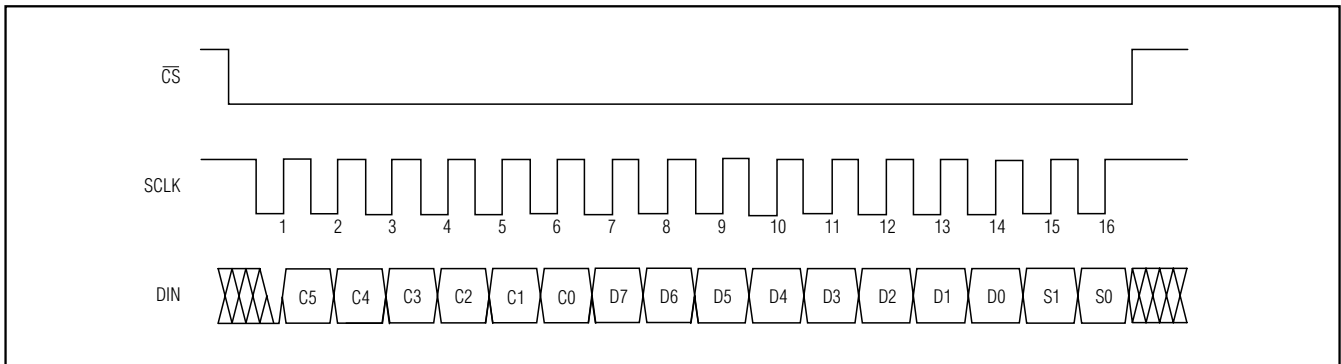 CS
SCLK
1 2 3 4 5 6 7 8 9 10 11 12 13 14 15 16
DIN C5 C4 C3 C2 C1 C0 D7 D6 D5 D4 D3 D2 D1 D0 S1 S0